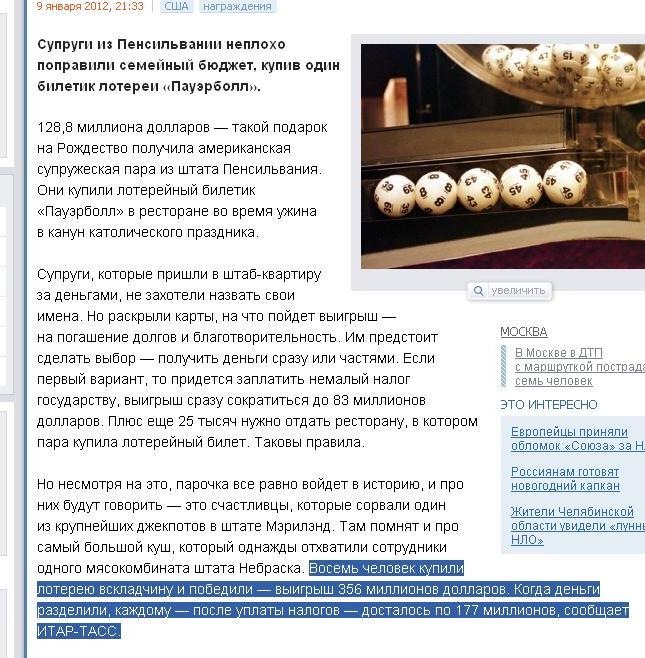 9 января 2012, 21:33 США награждения
Супруги из Пенсильвании неплохо
поправили семейный бюджет, купив один
билетик лотереи «Пауэрболл».
128,8 миллиона долларов — такой подарок
на Рождество получила американская
супружеская пара из штата Пенсильвания.
Они купили лотерейный билетик
«Пауэрболл» в ресторане во время ужина
в канун католического праздника.
увеличить
Супруги, которые пришли в штаб-квартиру
за деньгами, не захотели назвать свои
имена. Но раскрыли карты, на что пойдет выигрыш —
на погашение долгов и благотворительность. Им предстоит
сделать выбор — получить деньги сразу или частями. Если
первый вариант, то придется заплатить немалый налог
государству, выигрыш сразу сократиться до 83 миллионов
долларов. Плюс еще 25 тысяч нужно отдать ресторану, в котором
пара купила лотерейный билет. Таковы правила.
Но несмотря на это, парочка все равно войдет в историю, и про
них будут говорить — это счастливцы, которые сорвали один
из крупнейших джекпотов в штате Мэрилэнд. Там помнят и про
самый большой куш, который однажды отхватили сотрудники
одного мясокомбината штата Небраска. Восемь человек купили
лотерею вскладчину и победили — выигрыш 356 миллионов долларов. Когда деньги
разделили, каждому — после уплаты налогов — досталось по 177 миллионов, сообщает
ИТАР-ТАСС.
МОСКВА
В Москве в ДТП
с маршруткой пострада
семь человек
ЭТО ИНТЕРЕСНО
Европейцы приняли
обломок «Союза» за Н
Россиянам готовят
новогодний капкан
Жители Челябинской
области увидели «лунн
НЛО»